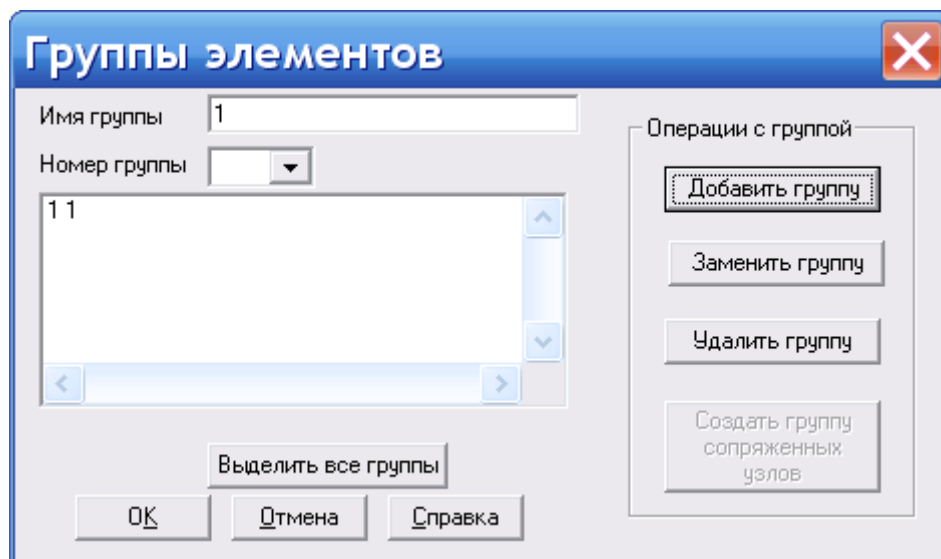 Группы элементов
Имя группы
1
Номер группы
1 1
Операции с группой
Добавить группу
Заменить группу
Удалить группу
Создать группу
сопряженных
узлов
Выделить все группы
OK
Отмена
Справка